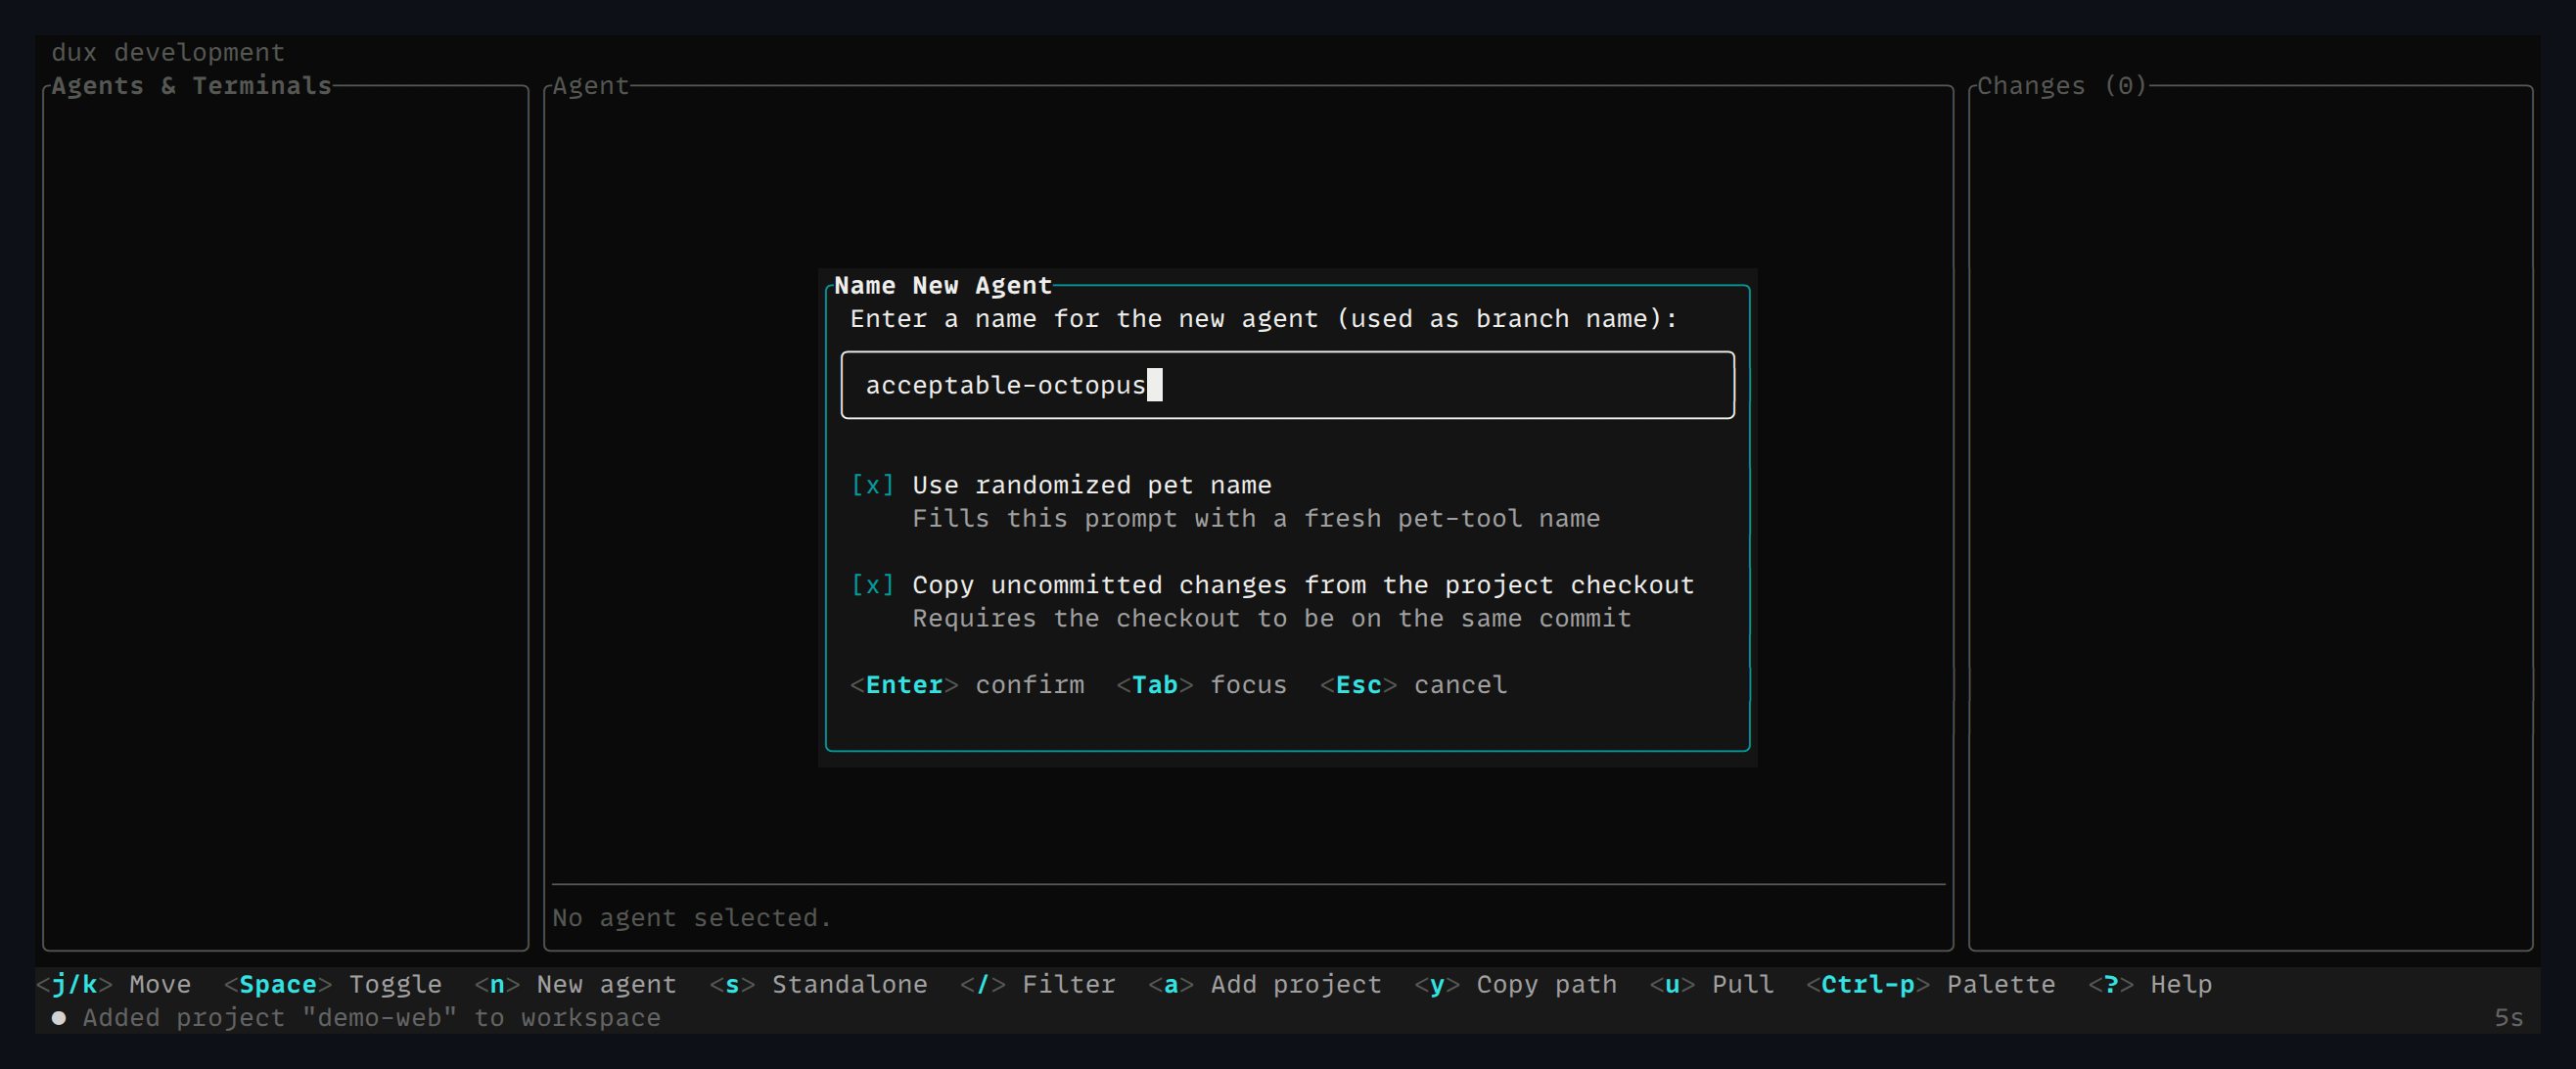 dux development
Agents & Terminals
Agent
Changes (0)
Name New Agent
Enter a name for the new agent (used as branch name):
acceptable-octopus
[x] Use randomized pet name
Fills this prompt with a fresh pet-tool name
[x] Copy uncommitted changes from the project checkout
Requires the checkout to be on the same commit
<Enter> confirm  <Tab> focus  <Esc> cancel
No agent selected.
<j/k> Move  <Space> Toggle  <n> New agent  <s> Standalone  </> Filter  <a> Add project  <y> Copy path  <u> Pull  <Ctrl-p> Palette  <?> Help
● Added project "demo-web" to workspace
5s